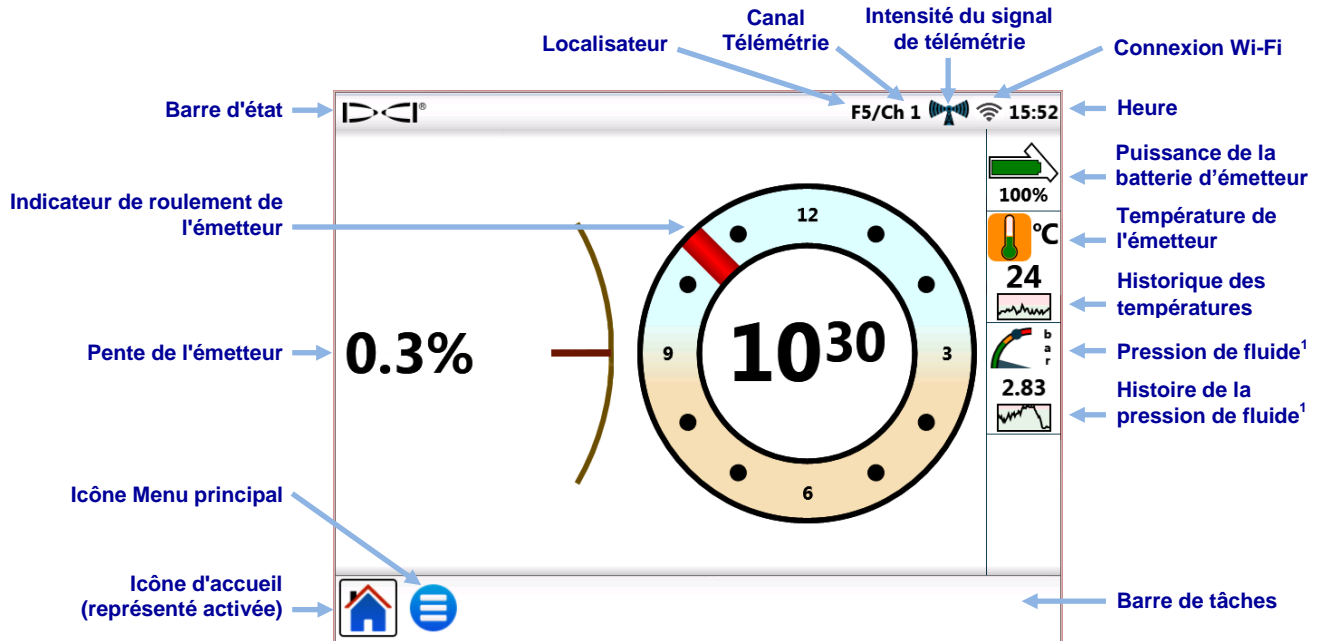 Canal
Télémétrie
Intensité du signal
de télémétrie
Localisateur
Connexion Wi-Fi
Barre d'état
®
F5/Ch 1
15:52
Heure
Puissance de la
batterie d’émetteur
100%
Indicateur de roulement de
l'émetteur
12
Température de
l'émetteur
°C
24
Historique des
températures
Pente de l'émetteur
0.3%
9
1030
3
bar
Pression de fluide1
2.83
Histoire de la
pression de fluide1
6
Icône Menu principal
Icône d'accueil
(représenté activée)
Barre de tâches